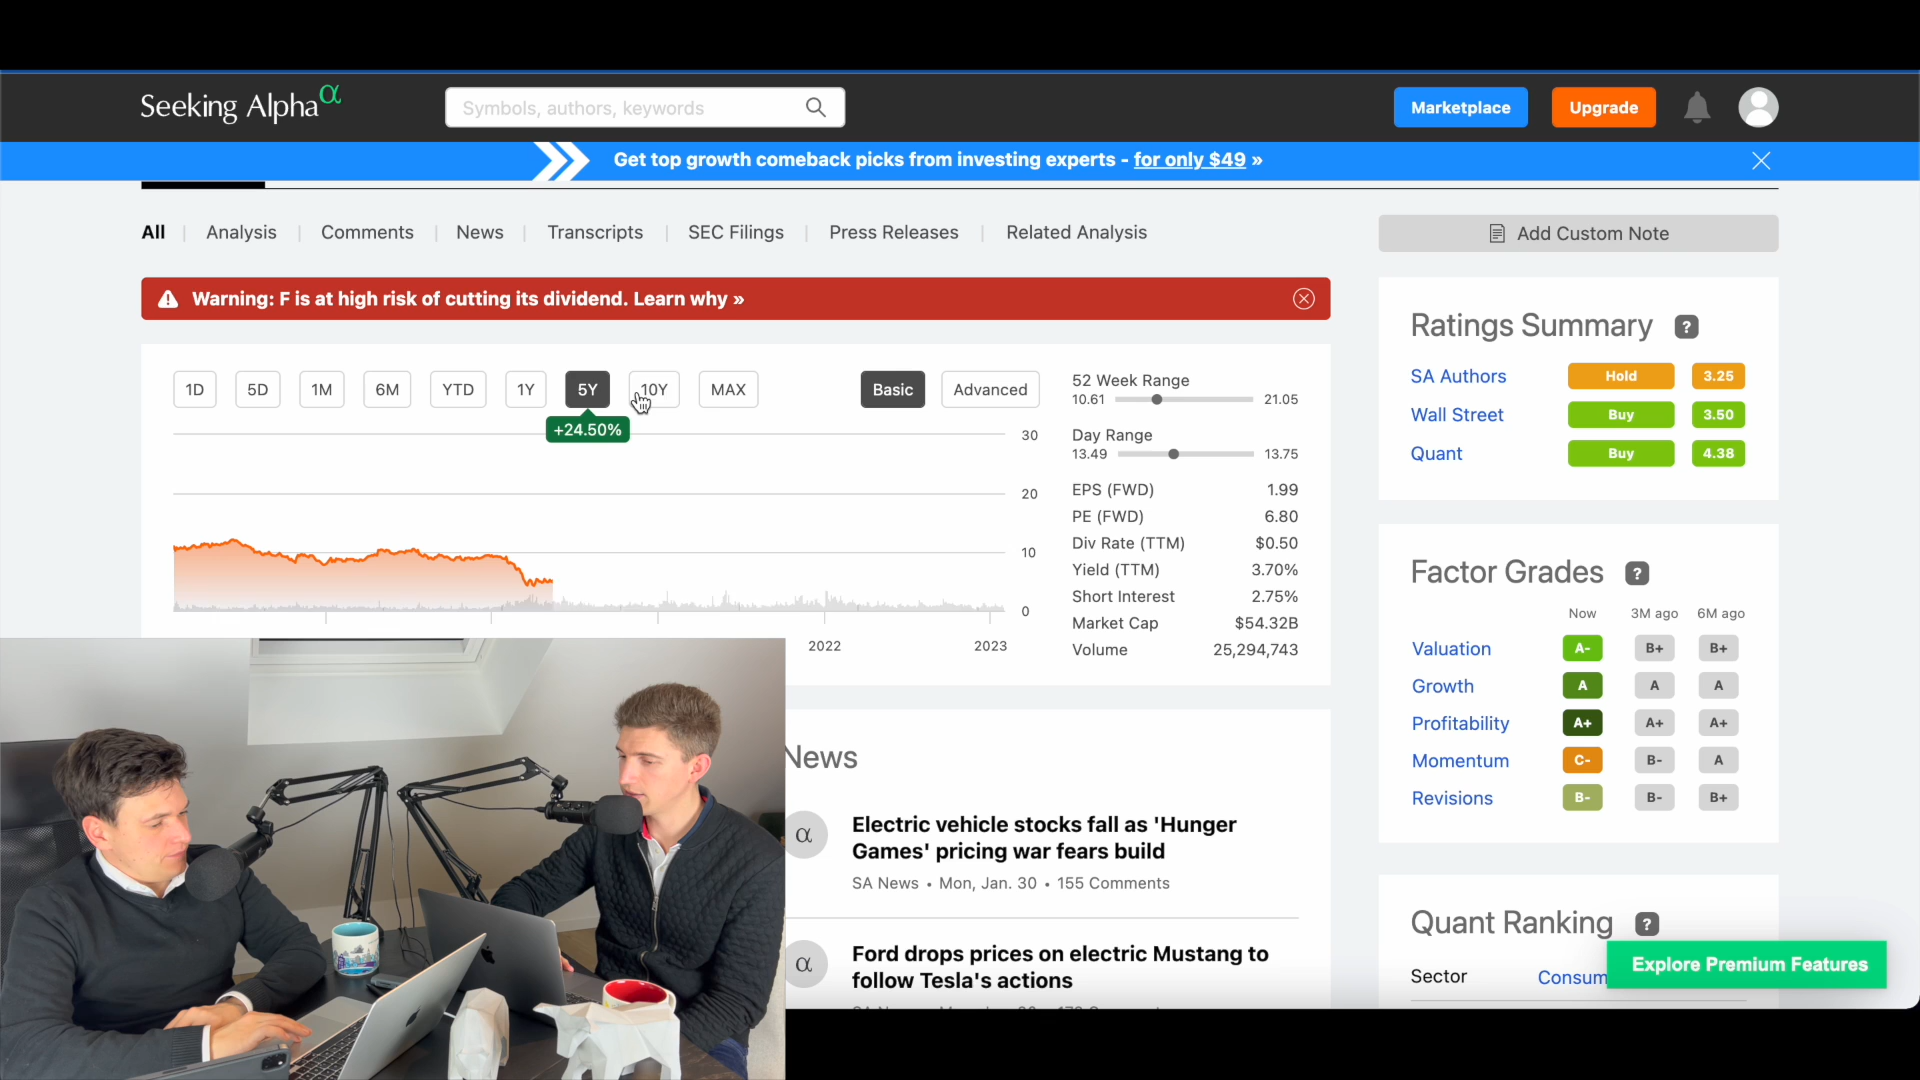 Seeking Alpha α
Symbols, authors, keywords
Marketplace
Upgrade
Get top growth comeback picks from investing experts - for only $49 »
All
Analysis
Comments
News
Transcripts
SEC Filings
Press Releases
Related Analysis
Add Custom Note
Warning: F is at high risk of cutting its dividend. Learn why »
1D
5D
1M
6M
YTD
1Y
5Y
10Y
MAX
+24.50%
Basic
Advanced
30
20
10
0
2022
2023
52 Week Range
10.61
21.05
Day Range
13.49
13.75
EPS (FWD) 1.99
PE (FWD) 6.80
Div Rate (TTM) $0.50
Yield (TTM) 3.70%
Short Interest 2.75%
Market Cap $54.32B
Volume 25,294,743
Ratings Summary ?
SA Authors Hold 3.25
Wall Street Buy 3.50
Quant Buy 4.38
Factor Grades ?
Now 3M ago 6M ago
Valuation A- B+ B+
Growth A A A
Profitability A+ A+ A+
Momentum C- B- A
Revisions B- B- B+
News
α
Electric vehicle stocks fall as 'Hunger
Games' pricing war fears build
SA News • Mon, Jan. 30 • 155 Comments
α
Ford drops prices on electric Mustang to
follow Tesla's actions
Quant Ranking ?
Sector Consum
Explore Premium Features